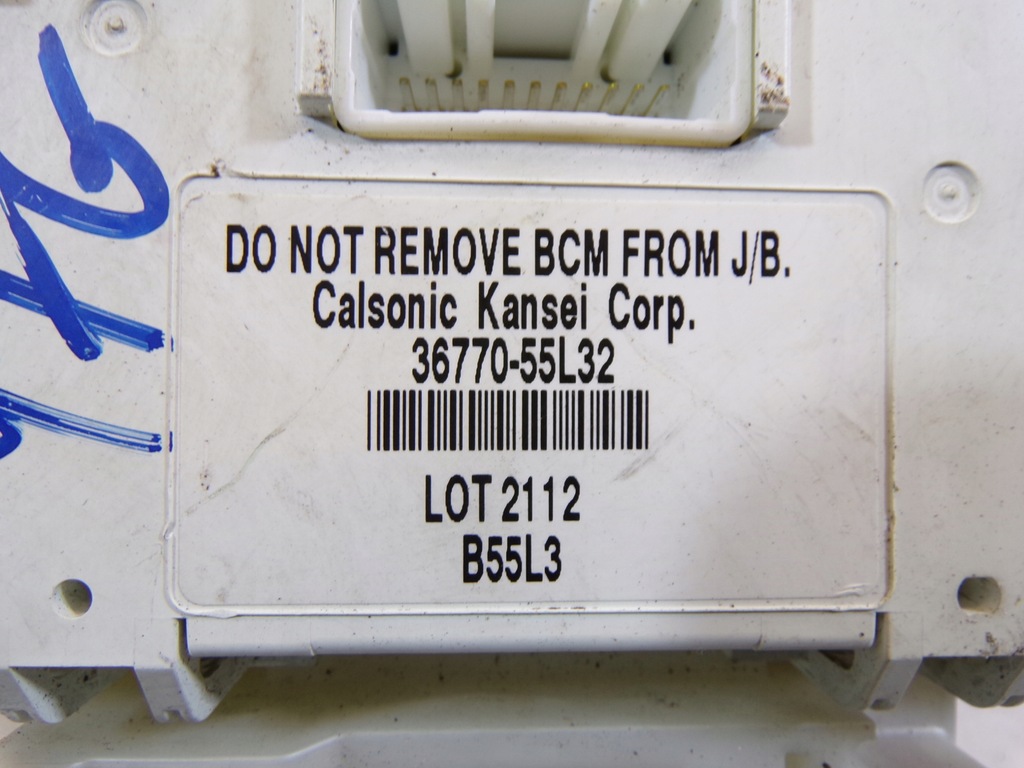 DO NOT REMOVE BCM FROM J/B.
Calsonic Kansei Corp.
36770-55L32
LOT 2112
B55L3